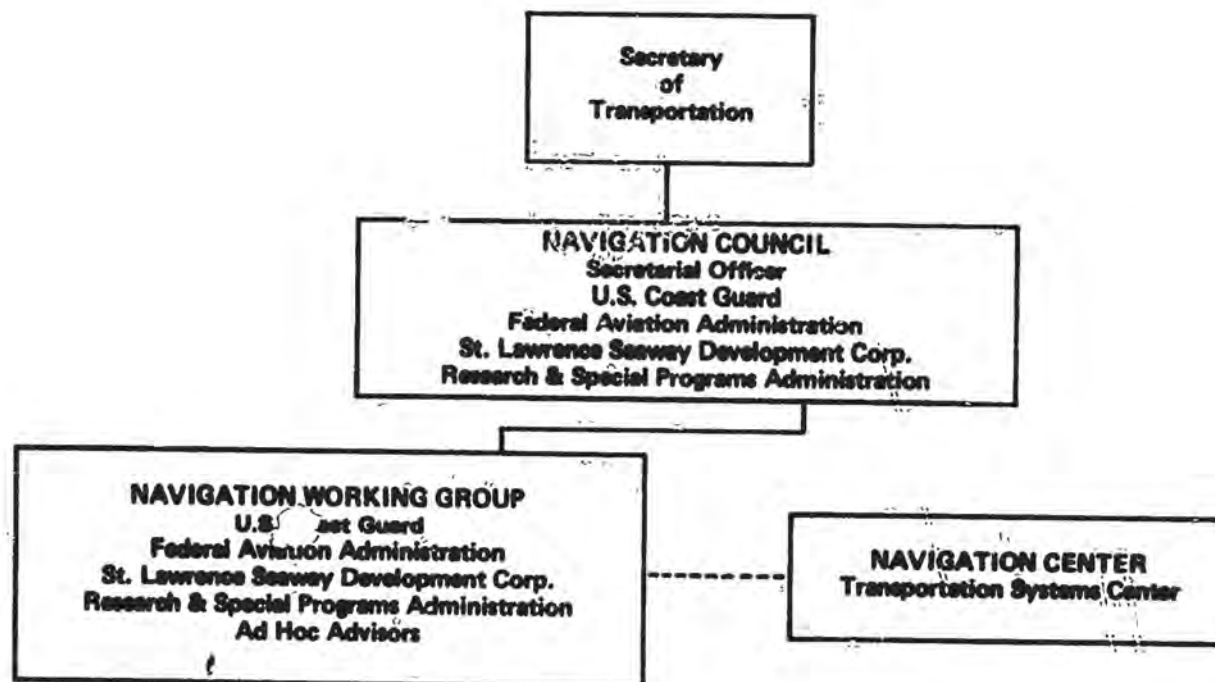 Secretary
of
Transportation
NAVIGATION COUNCIL
Secretarial Officer
U.S. Coast Guard
Federal Aviation Administration
St. Lawrence Seaway Development Corp.
Research & Special Programs Administration
NAVIGATION WORKING GROUP
U.S. ast Guard
Federal Aviation Administration
St. Lawrence Seaway Development Corp.
Research & Special Programs Administration
Ad Hoc Advisors
NAVIGATION CENTER
Transportation Systems Center